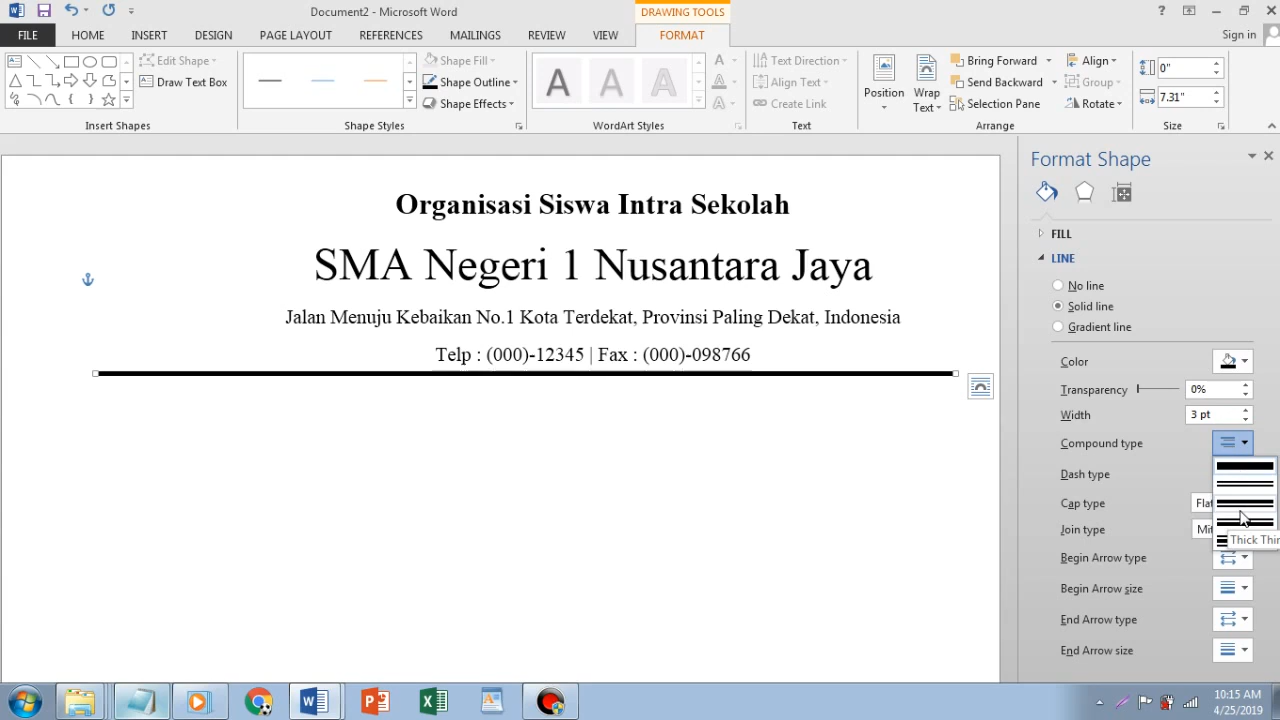 Document2 - Microsoft Word
DRAWING TOOLS
?
FILE
HOME
INSERT
DESIGN
PAGE LAYOUT
REFERENCES
MAILINGS
REVIEW
VIEW
FORMAT
Sign in
Edit Shape
Draw Text Box
Insert Shapes
Shape Fill
Shape Outline
Shape Effects
Shape Styles
A A A
WordArt Styles
Text Direction
Align Text
Create Link
Text
Position
Wrap Text
Bring Forward
Send Backward
Selection Pane
Align
Group
Rotate
Arrange
0"
7.31"
Size
Organisasi Siswa Intra Sekolah
SMA Negeri 1 Nusantara Jaya
Jalan Menuju Kebaikan No.1 Kota Terdekat, Provinsi Paling Dekat, Indonesia
Telp : (000)-12345 | Fax : (000)-098766
Format Shape
FILL
LINE
No line
Solid line
Gradient line
Color
Transparency
0%
Width
3 pt
Compound type
Dash type
Cap type
Join type
Thick
Begin Arrow type
Begin Arrow size
End Arrow type
End Arrow size
10:15 AM
4/25/2019